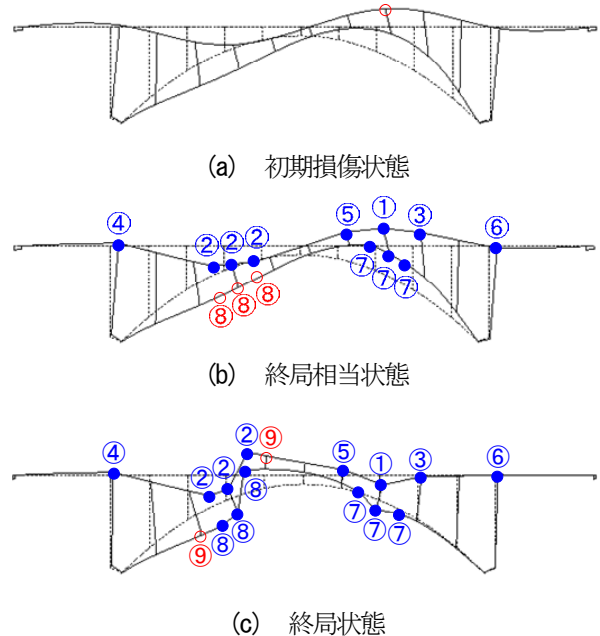 (a) 初期損傷状態
④ ② ② ② ⑤ ① ③ ⑥
⑦ ⑦ ⑦
⑧ ⑧ ⑧
(b) 終局相当状態
④ ② ② ② ⑨ ⑤ ① ③ ⑥
⑧ ⑦ ⑦ ⑦
⑨ ⑧ ⑧
(c) 終局状態